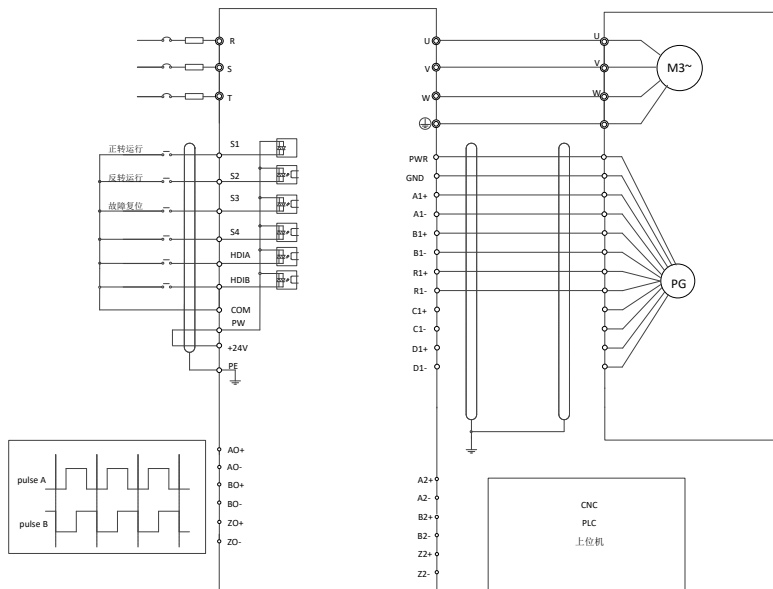 R
S
T
正转运行
反转运行
故障复位
S1
S2
S3
S4
HDIA
HDIB
COM
PW
+24V
PE
U
V
W
U
V
W
M3~
PWR
GND
A1+
A1-
B1+
B1-
R1+
R1-
C1+
C1-
D1+
D1-
PG
pulse A
pulse B
AO+
AO-
BO+
BO-
ZO+
ZO-
A2+
A2-
B2+
B2-
Z2+
Z2-
CNC
PLC
上位机